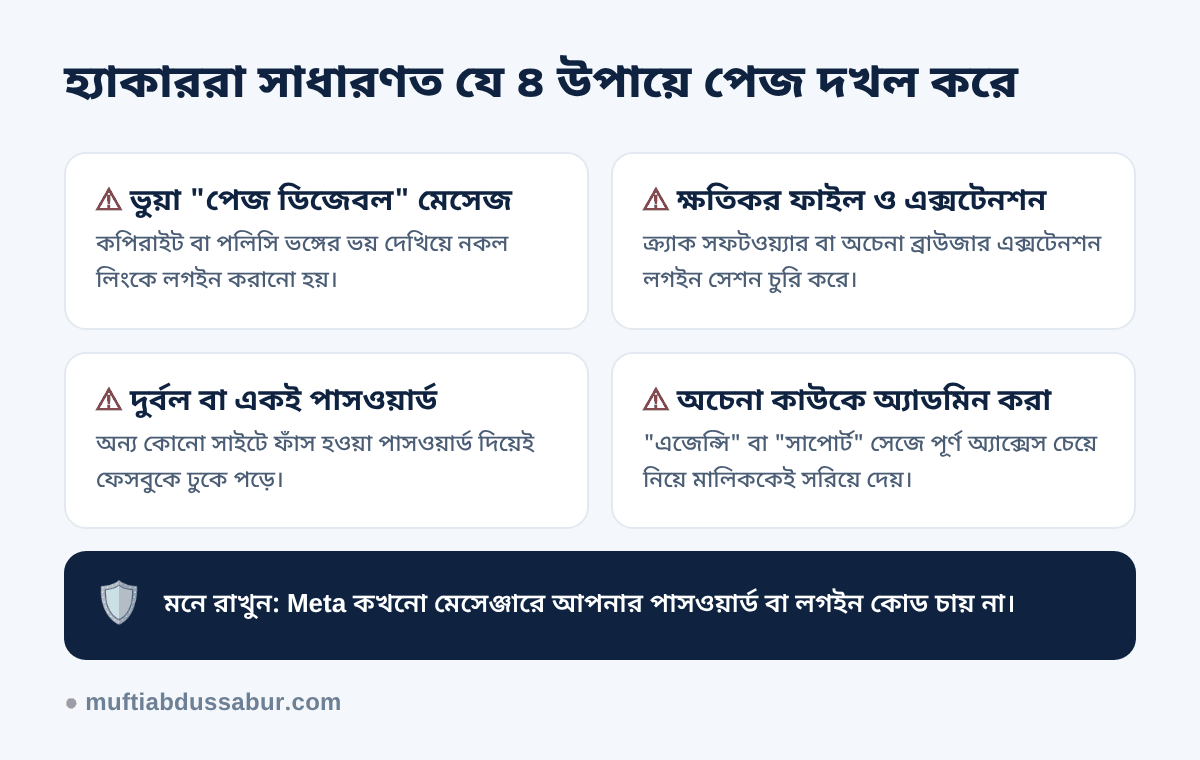 হ্যাকাররা সাধারণত যে ৪ উপায়ে পেজ দখল করে
⚠ ভুয়া "পেজ ডিজেবল" মেসেজ
কপিরাইট বা পলিসি ভঙ্গের ভয় দেখিয়ে নকল
লিংকে লগইন করানো হয়।
⚠ ক্ষতিকর ফাইল ও এক্সটেনশন
ক্র্যাক সফটওয়্যার বা অচেনা ব্রাউজার এক্সটেনশন
লগইন সেশন চুরি করে।
⚠ দুর্বল বা একই পাসওয়ার্ড
অন্য কোনো সাইটে ফাঁস হওয়া পাসওয়ার্ড দিয়েই
ফেসবুকে ঢুকে পড়ে।
⚠ অচেনা কাউকে অ্যাডমিন করা
"এজেন্সি" বা "সাপোর্ট" সেজে পূর্ণ অ্যাক্সেস চেয়ে
নিয়ে মালিককেই সরিয়ে দেয়।
মনে রাখুন: Meta কখনো মেসেঞ্জারে আপনার পাসওয়ার্ড বা লগইন কোড চায় না।
● muftiabdussabur.com